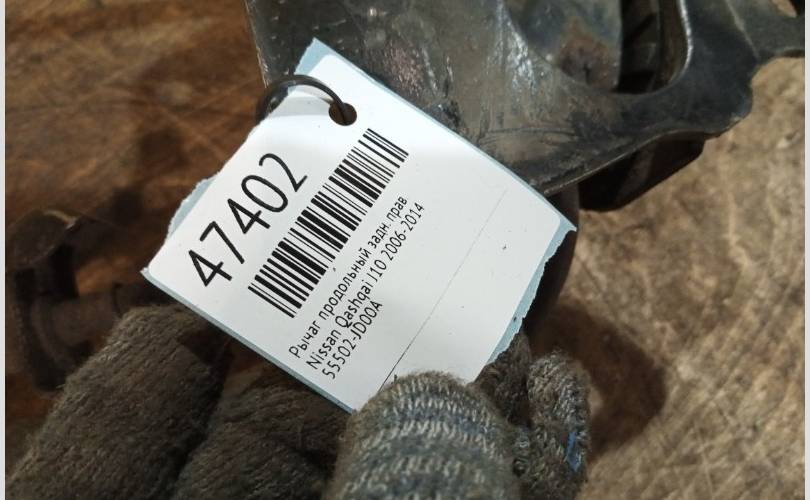 47402
Рычаг продольный задн. прав
Nissan Qashqai J10 2006-2014
55502-JD00A